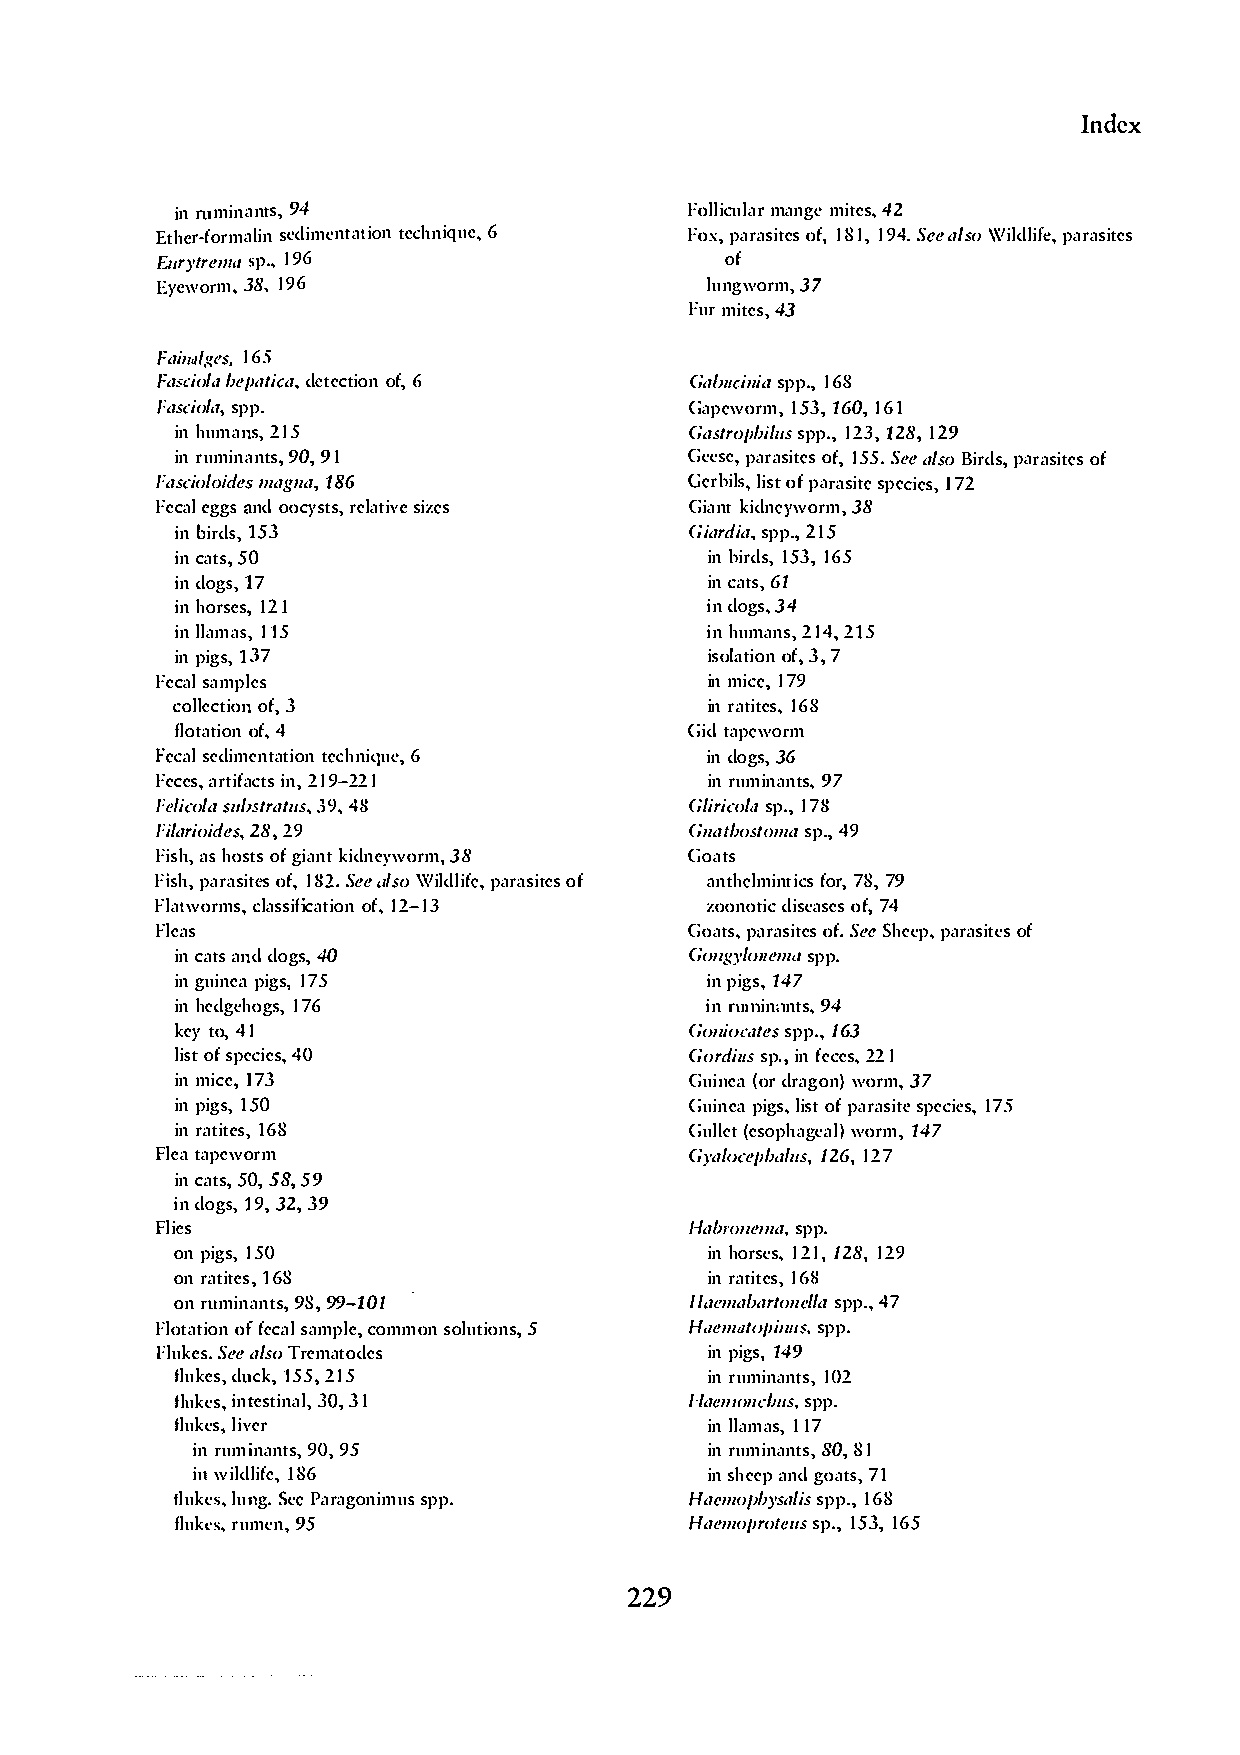 Index
in ruminants, 94
Ether-formalin sedimentation technique, 6
Eurytrema sp., 196
Eyeworm, 38, 196
Fainalges, 165
Fasciola hepatica, detection of, 6
Fasciola, spp.
in humans, 215
in ruminants, 90, 91
Fascioloides magna, 186
Fecal eggs and oocysts, relative sizes
in birds, 153
in cats, 50
in dogs, 17
in horses, 121
in llamas, 115
in pigs, 137
Fecal samples
collection of, 3
flotation of, 4
Fecal sedimentation technique, 6
Feces, artifacts in, 219–221
Felicola substratus, 39, 48
Filarioides, 28, 29
Fish, as hosts of giant kidneyworm, 38
Fish, parasites of, 182. See also Wildlife, parasites of
Flatworms, classification of, 12–13
Fleas
in cats and dogs, 40
in guinea pigs, 175
in hedgehogs, 176
key to, 41
list of species, 40
in mice, 173
in pigs, 150
in ratites, 168
Flea tapeworm
in cats, 50, 58, 59
in dogs, 19, 32, 39
Flies
on pigs, 150
on ratites, 168
on ruminants, 98, 99–101
Flotation of fecal sample, common solutions, 5
Flukes. See also Trematodes
flukes, duck, 155, 215
flukes, intestinal, 30, 31
flukes, liver
in ruminants, 90, 95
in wildlife, 186
flukes, lung. See Paragonimus spp.
flukes, rumen, 95
Follicular mange mites, 42
Fox, parasites of, 181, 194. See also Wildlife, parasites
of
lungworm, 37
Fur mites, 43
Gabucinia spp., 168
Gapeworm, 153, 160, 161
Gastrophilus spp., 123, 128, 129
Geese, parasites of, 155. See also Birds, parasites of
Gerbils, list of parasite species, 172
Giant kidneyworm, 38
Giardia, spp., 215
in birds, 153, 165
in cats, 61
in dogs, 34
in humans, 214, 215
isolation of, 3, 7
in mice, 179
in ratites, 168
Gid tapeworm
in dogs, 36
in ruminants, 97
Gliricola sp., 178
Gnathostoma sp., 49
Goats
anthelmintics for, 78, 79
zoonotic diseases of, 74
Goats, parasites of. See Sheep, parasites of
Gongylonema spp.
in pigs, 147
in ruminants, 94
Goniocates spp., 163
Gordius sp., in feces, 221
Guinea (or dragon) worm, 37
Guinea pigs, list of parasite species, 175
Gullet (esophageal) worm, 147
Gyalocephalus, 126, 127
Habronema, spp.
in horses, 121, 128, 129
in ratites, 168
Haemabartonella spp., 47
Haematopinus, spp.
in pigs, 149
in ruminants, 102
Haemonchus, spp.
in llamas, 117
in ruminants, 80, 81
in sheep and goats, 71
Haemophysalis spp., 168
Haemoproteus sp., 153, 165
229